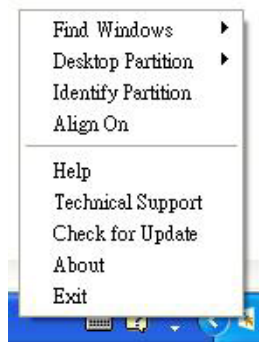 Find Windows
Desktop Partition
Identify Partition
Align On
Help
Technical Support
Check for Update
About
Exit